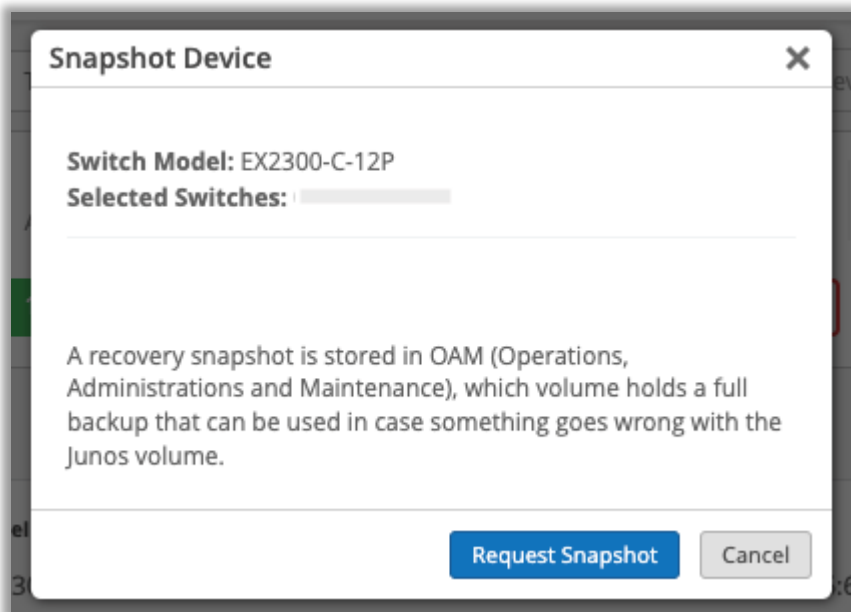 Snapshot Device
Switch Model: EX2300-C-12P
Selected Switches:
A recovery snapshot is stored in OAM (Operations,
Administrations and Maintenance), which volume holds a full
backup that can be used in case something goes wrong with the
Junos volume.
Request Snapshot
Cancel